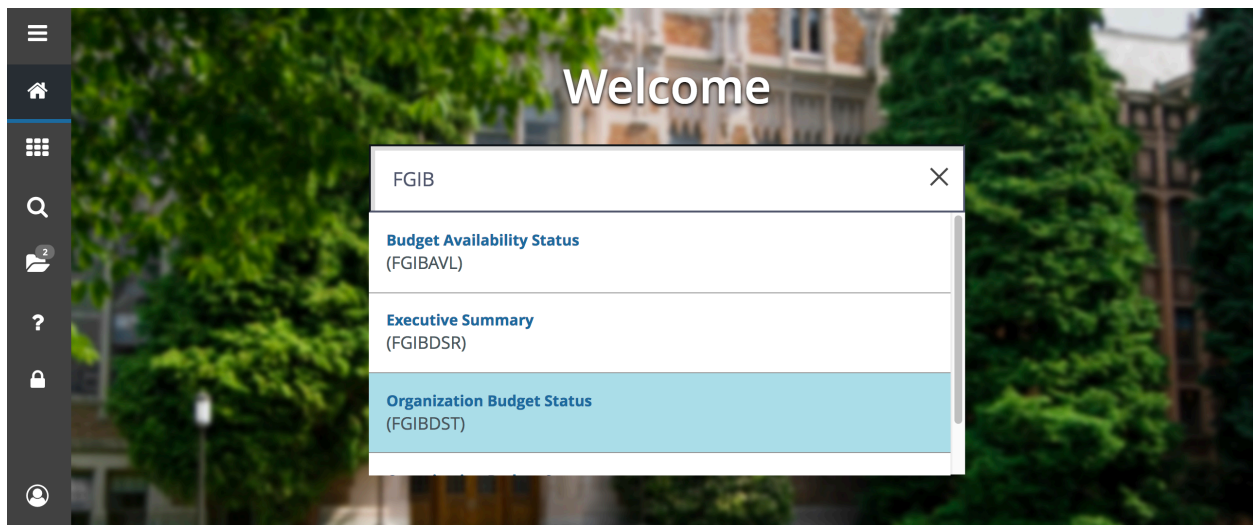 Welcome
FGIB
Budget Availability Status
(FGIBAVL)
Executive Summary
(FGIBDSR)
2
Organization Budget Status
(FGIBDST)
?